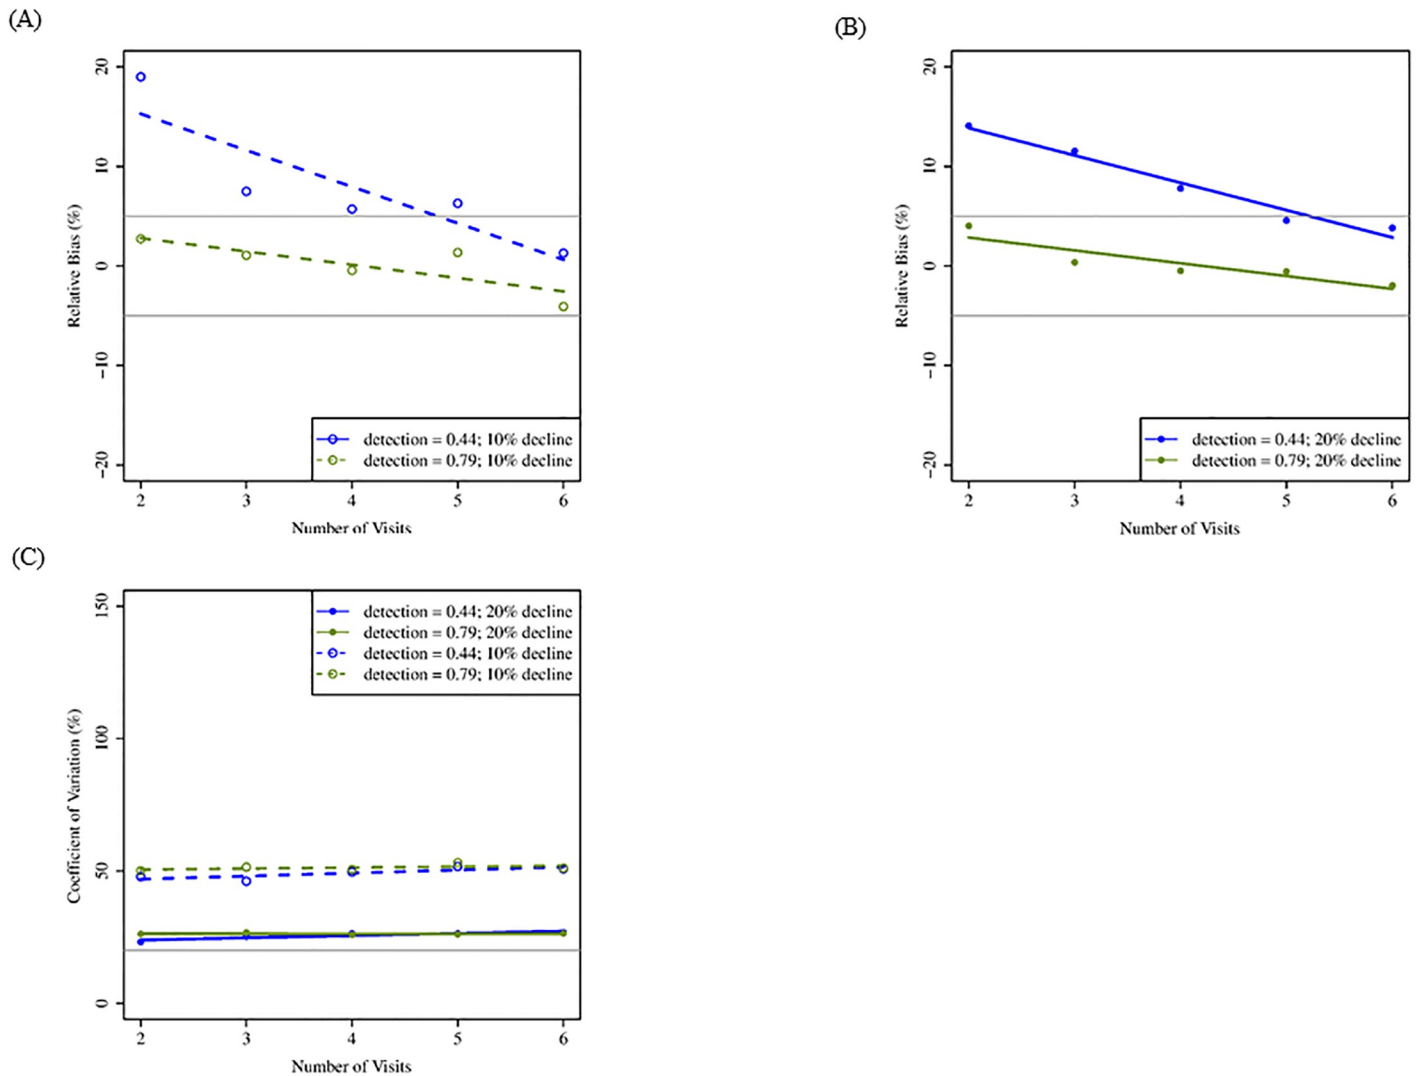 (A)
20
10
0
−10
−20
Relative Bias (%)
detection = 0.44; 10% decline
detection = 0.79; 10% decline
2 3 4 5 6
Number of Visits
(B)
20
10
0
−10
−20
Relative Bias (%)
detection = 0.44; 20% decline
detection = 0.79; 20% decline
2 3 4 5 6
Number of Visits
(C)
150
100
50
0
Coefficient of Variation (%)
detection = 0.44; 20% decline
detection = 0.79; 20% decline
detection = 0.44; 10% decline
detection = 0.79; 10% decline
2 3 4 5 6
Number of Visits